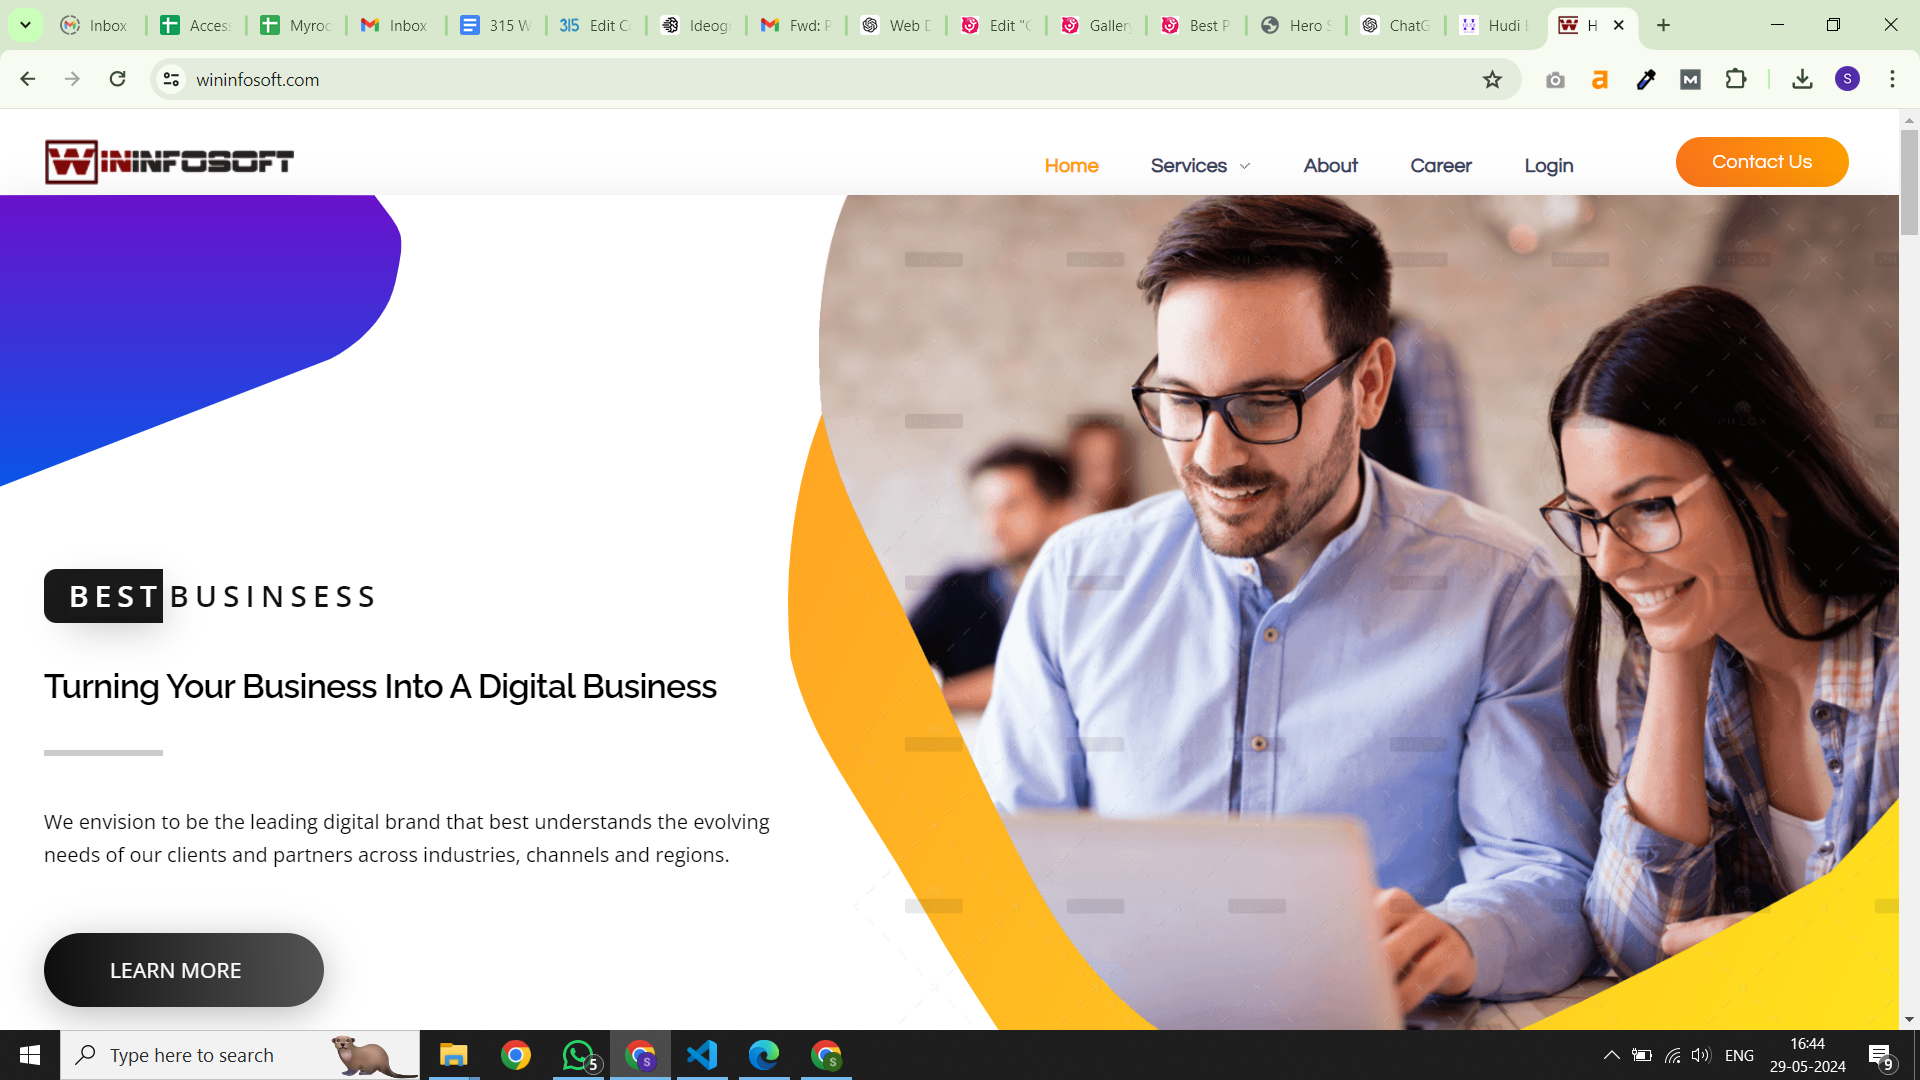 Inbox
Access
Myroc
Inbox
315 W
315
Edit Co
Ideogr
Fwd: P
Web D
Edit "C
Gallery
Best P
Hero S
ChatG
Hudi
H
wininfosoft.com
S
WININFOSOFT
Home
Services
About
Career
Login
Contact Us
PHLOX
BEST BUSINSESS
Turning Your Business Into A Digital Business
We envision to be the leading digital brand that best understands the evolving
needs of our clients and partners across industries, channels and regions.
LEARN MORE
Type here to search
5
S
S
ENG
16:44
29-05-2024
9